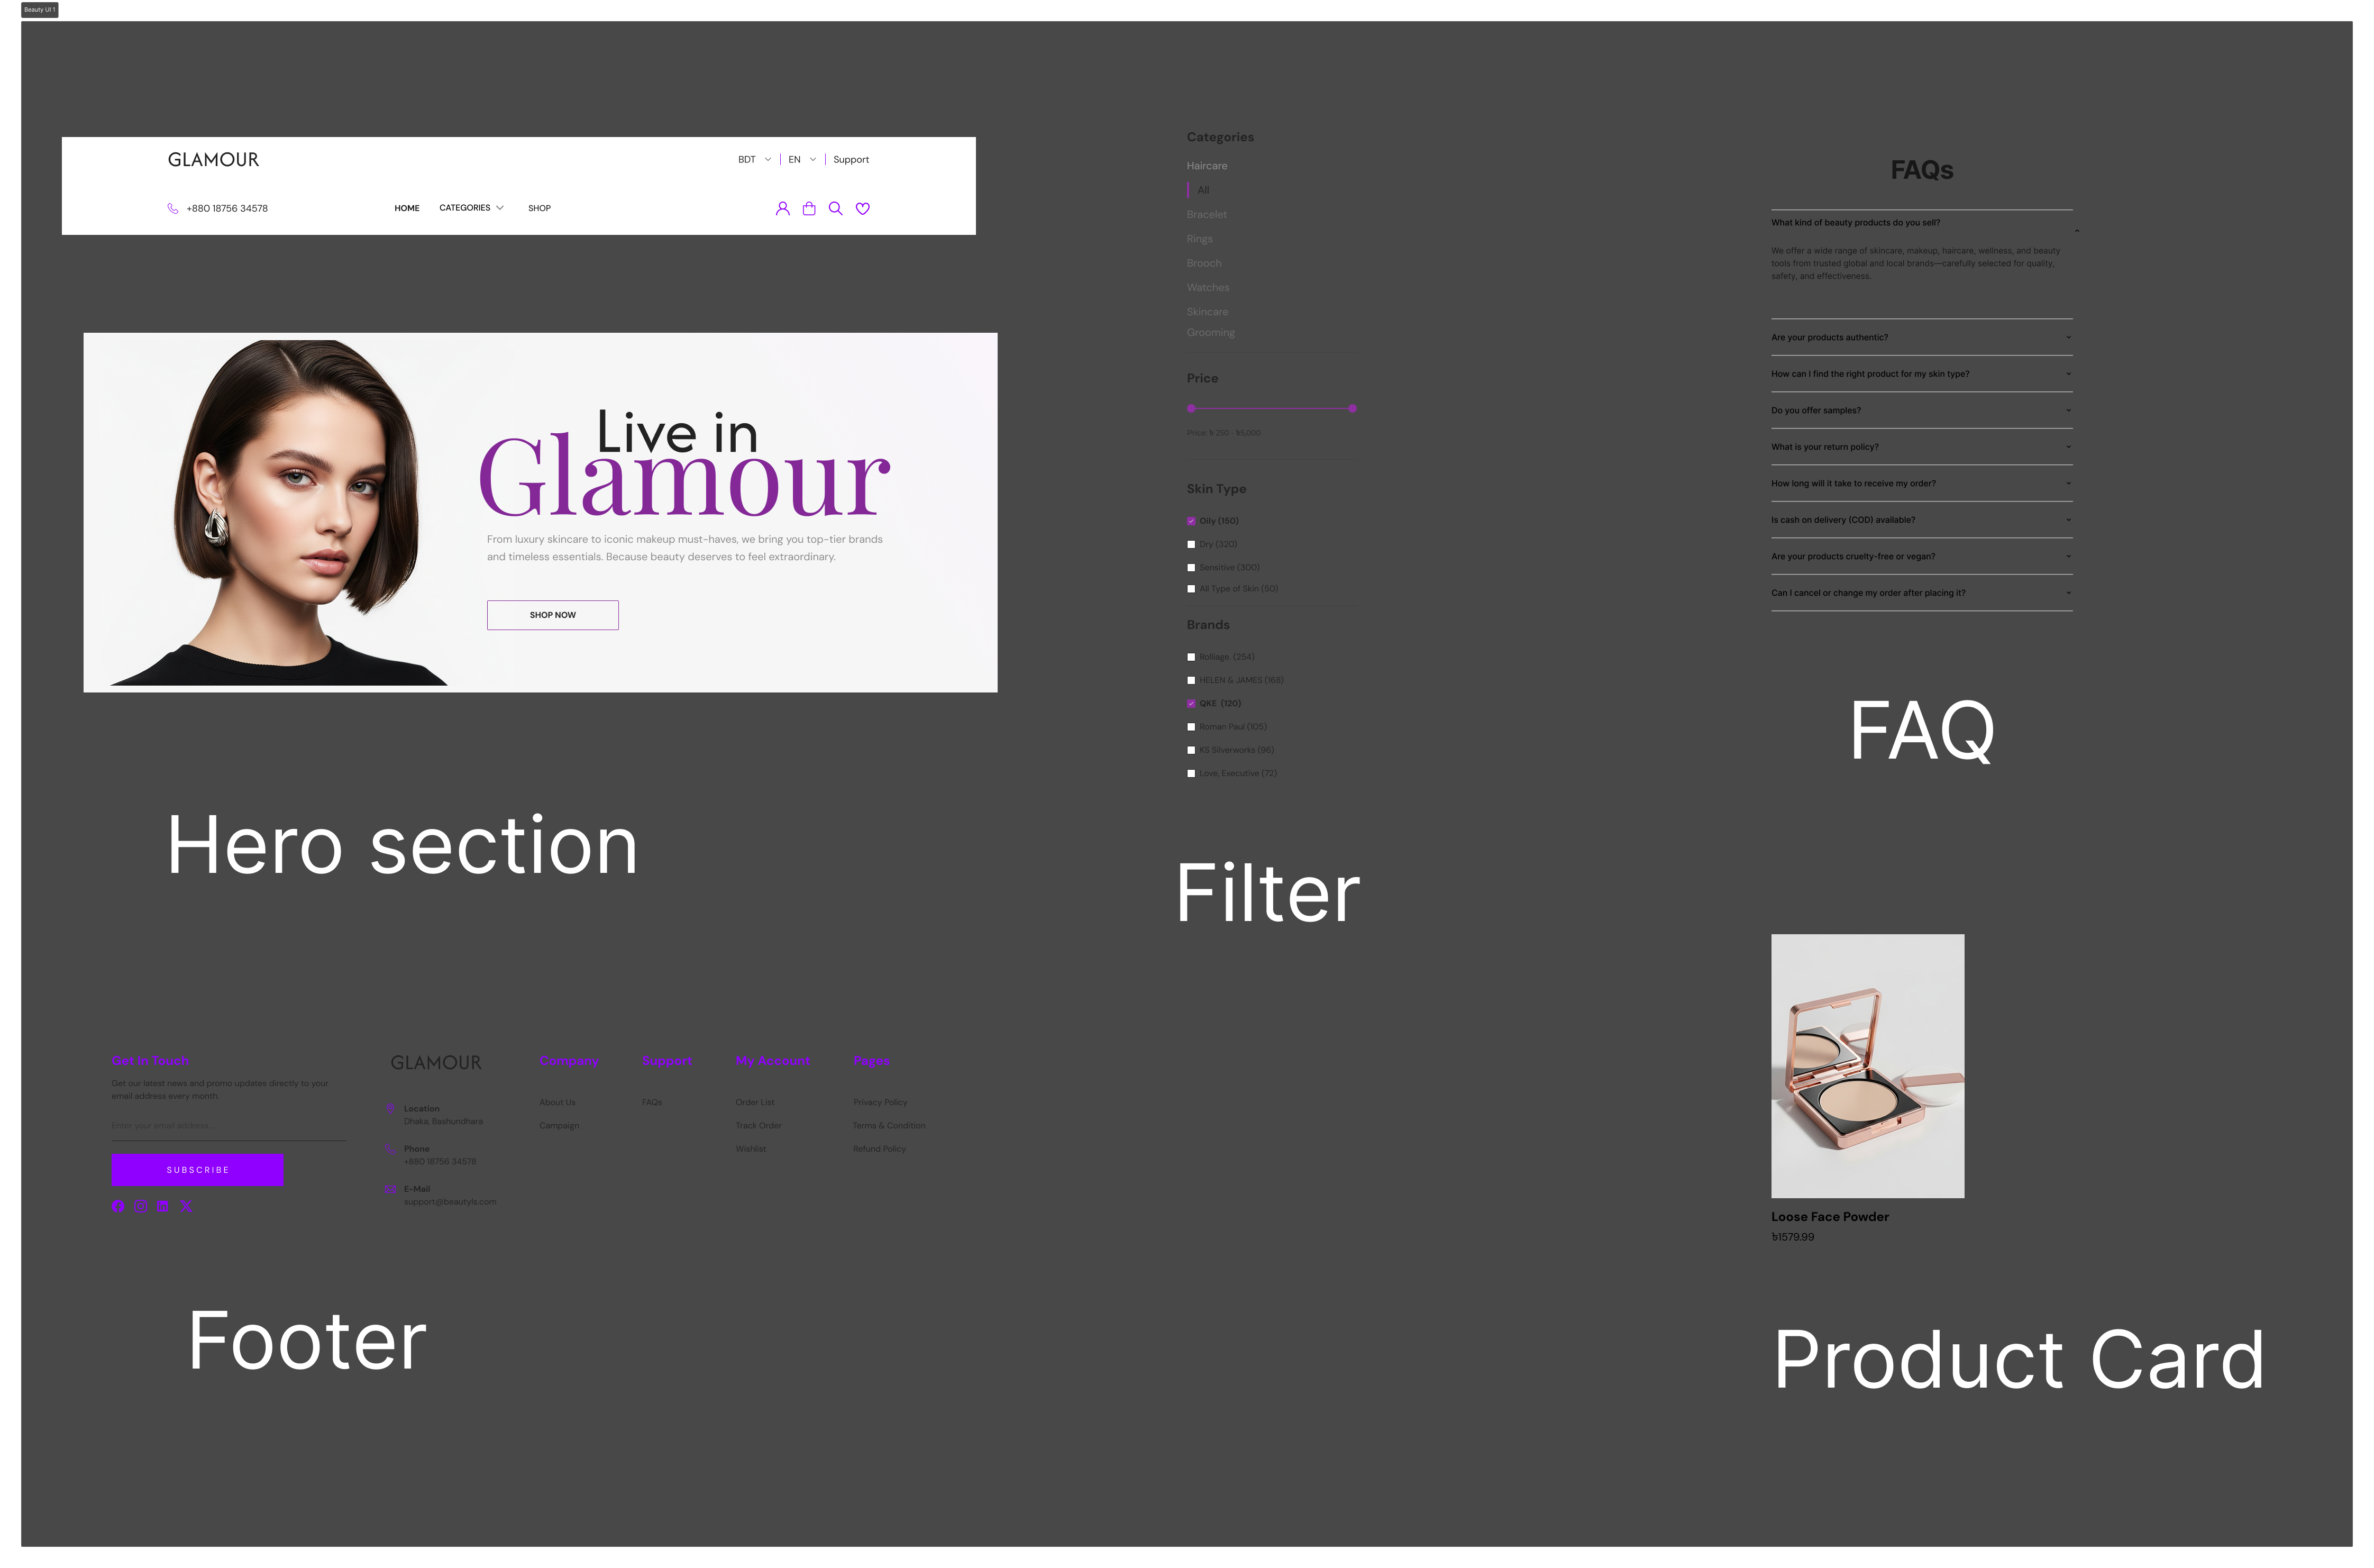 Beauty UI 1
GLAMOUR
BDT
EN
Support
+880 18756 34578
HOME
CATEGORIES
SHOP
Live in
Glamour
From luxury skincare to iconic makeup must-haves, we bring you top-tier brands
and timeless essentials. Because beauty deserves to feel extraordinary.
SHOP NOW
Hero section
Categories
Haircare
All
Bracelet
Rings
Brooch
Watches
Skincare
Grooming
Price
Price: ৳ 250 - ৳5,000
Skin Type
Oily (150)
Dry (320)
Sensitive (300)
All Type of Skin (50)
Brands
Rolliage. (254)
HELEN & JAMES (168)
QKE (120)
Roman Paul (105)
KS Silverworks (96)
Love, Executive (72)
Filter
FAQs
What kind of beauty products do you sell?
We offer a wide range of skincare, makeup, haircare, wellness, and beauty
tools from trusted global and local brands—carefully selected for quality,
safety, and effectiveness.
Are your products authentic?
How can I find the right product for my skin type?
Do you offer samples?
What is your return policy?
How long will it take to receive my order?
Is cash on delivery (COD) available?
Are your products cruelty-free or vegan?
Can I cancel or change my order after placing it?
FAQ
Get In Touch
Get our latest news and promo updates directly to your
email address every month.
Enter your email address...
SUBSCRIBE
GLAMOUR
Location
Dhaka, Bashundhara
Phone
+880 18756 34578
E-Mail
support@beautyls.com
Company
About Us
Campaign
Support
FAQs
My Account
Order List
Track Order
Wishlist
Pages
Privacy Policy
Terms & Condition
Refund Policy
Footer
Loose Face Powder
৳1579.99
Product Card